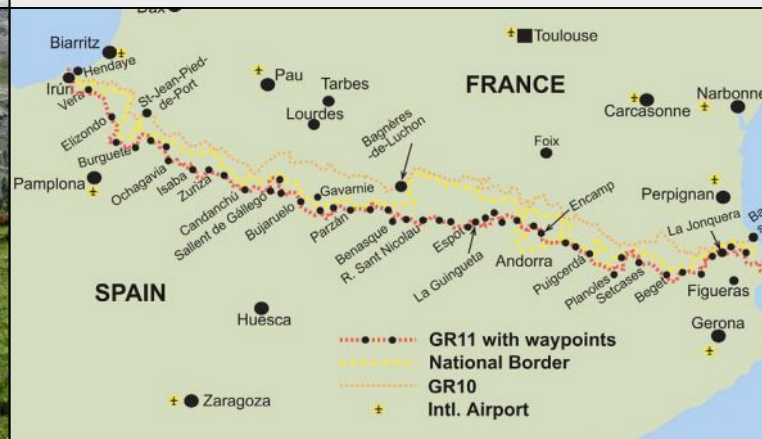 Dax
Biarritz
Hendaye
Irún
Vera
St-Jean-Pied-
de-Port
Pau
Tarbes
Lourdes
Toulouse
FRANCE
Carcasonne
Narbonne
Bagnères
-de-Luchon
Foix
Elizondo
Burguete
Pamplona
Ochagavia
Isaba
Zuriza
Candanchú
Sallent de Gállego
Gavarnie
Bujaruelo
Parzán
Benasque
R. Sant Nicolau
Espot
La Guingueta
Encamp
Andorra
Perpignan
La Jonquera
Puigcerdá
Planoles
Setcases
Beget
Figueras
SPAIN
Huesca
Gerona
Zaragoza
GR11 with waypoints
National Border
GR10
Intl. Airport